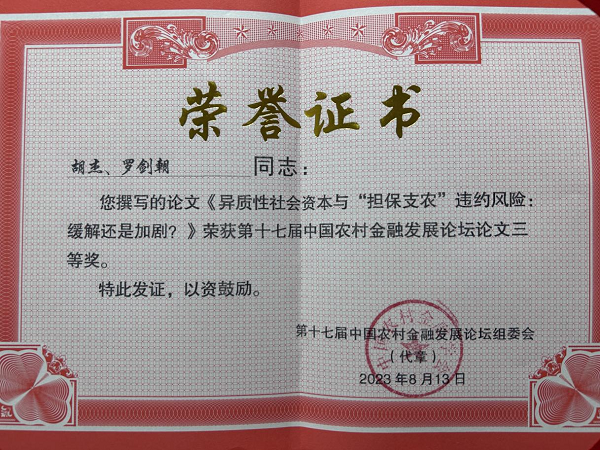 荣誉证书
胡杰、罗剑朝 同志：
您撰写的论文《异质性社会资本与“担保支农”违约风险：
缓解还是加剧？》荣获第十七届中国农村金融发展论坛论文三
等奖。
特此发证，以资鼓励。
第十七届中国农村金融发展论坛组委会
（代章）
2023年8月13日